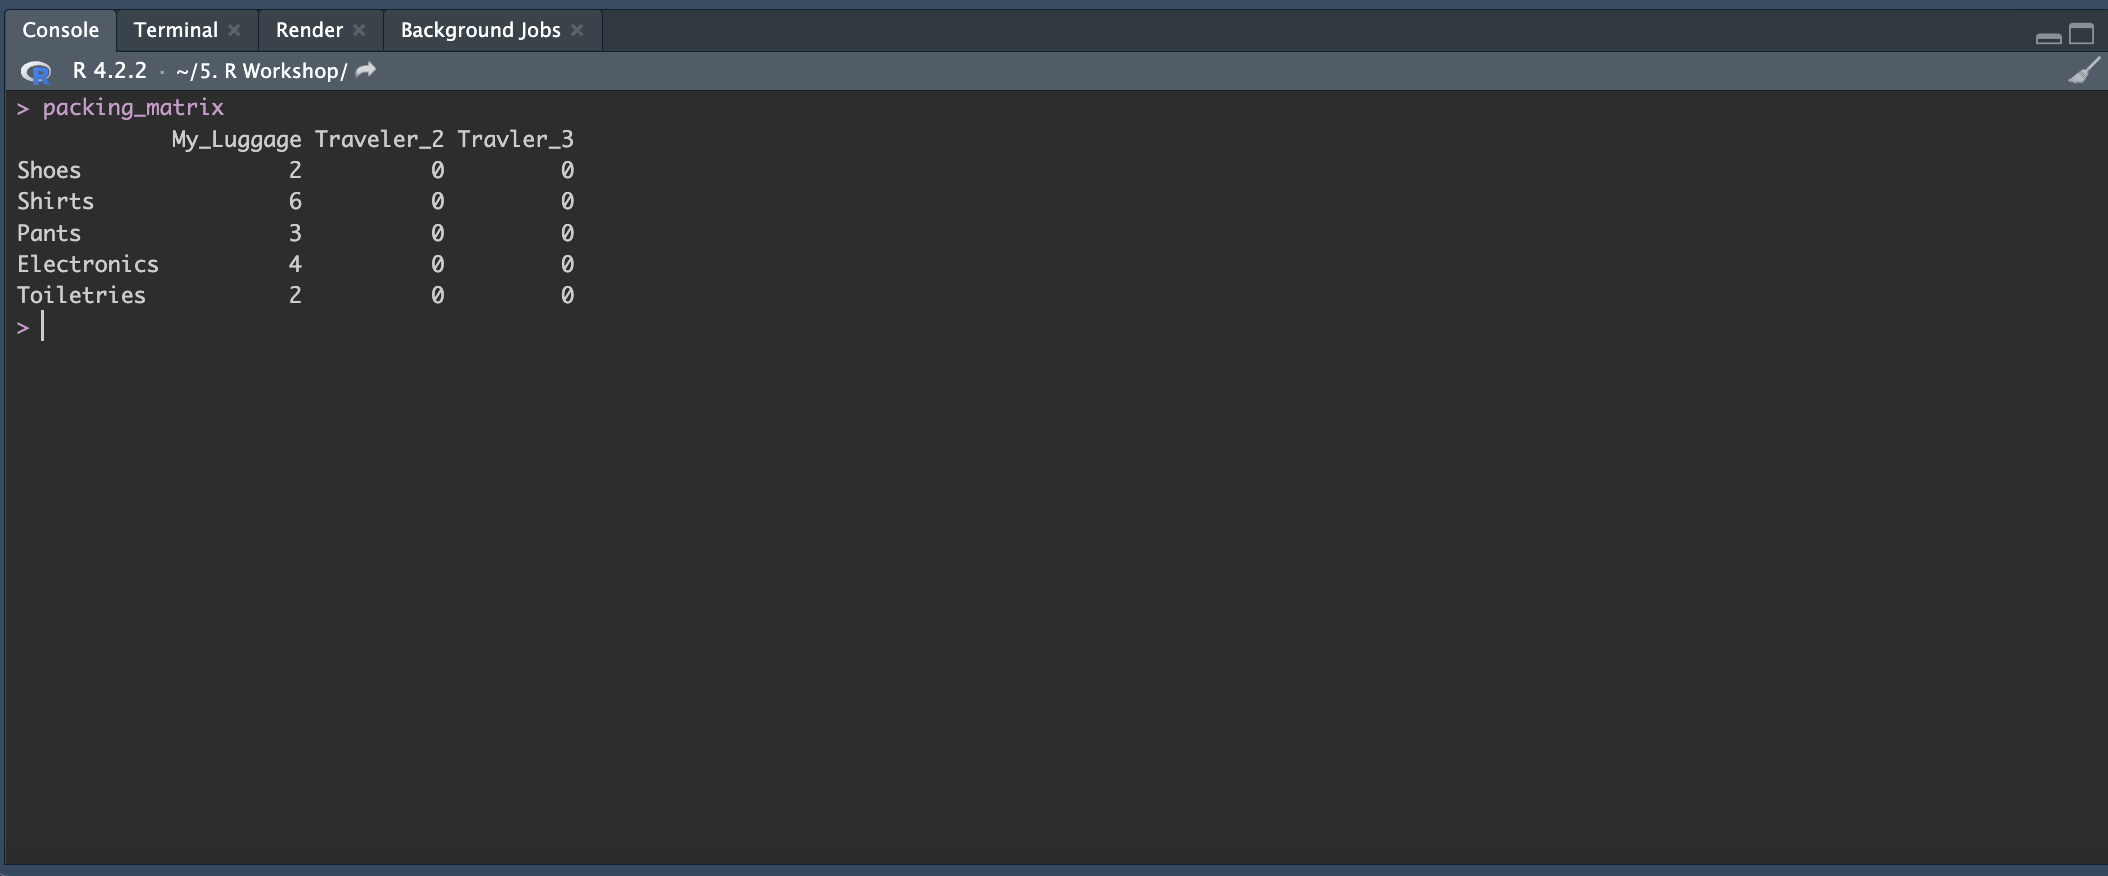 Console Terminal Render Background Jobs
R 4.2.2 · ~/5. R Workshop/
> packing_matrix
My_Luggage Traveler_2 Travler_3
Shoes 2 0 0
Shirts 6 0 0
Pants 3 0 0
Electronics 4 0 0
Toiletries 2 0 0
>